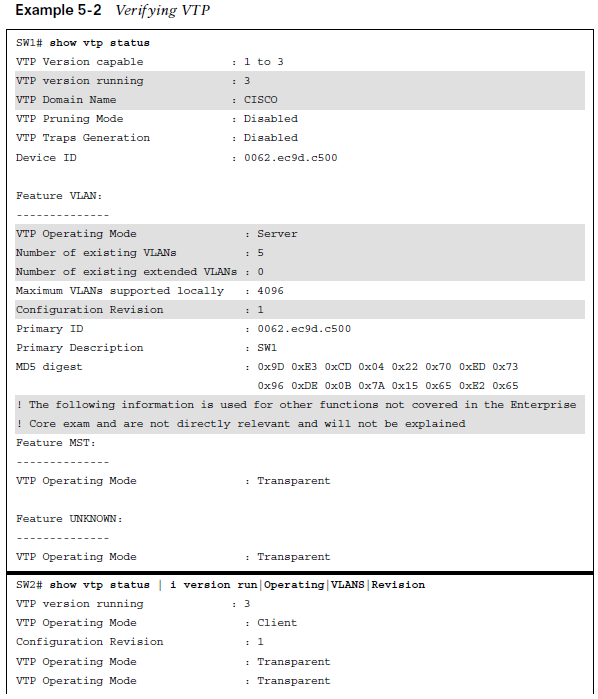 Example 5-2 Verifying VTP
SW1# show vtp status
VTP Version capable : 1 to 3
VTP version running : 3
VTP Domain Name : CISCO
VTP Pruning Mode : Disabled
VTP Traps Generation : Disabled
Device ID : 0062.ec9d.c500
Feature VLAN:
--------------
VTP Operating Mode : Server
Number of existing VLANs : 5
Number of existing extended VLANs : 0
Maximum VLANs supported locally : 4096
Configuration Revision : 1
Primary ID : 0062.ec9d.c500
Primary Description : SW1
MD5 digest : 0x9D 0xE3 0xCD 0x04 0x22 0x70 0xED 0x73
0x96 0xDE 0x0B 0x7A 0x15 0x65 0xE2 0x65
! The following information is used for other functions not covered in the Enterprise
! Core exam and are not directly relevant and will not be explained
Feature MST:
--------------
VTP Operating Mode : Transparent
Feature UNKNOWN:
--------------
VTP Operating Mode : Transparent
SW2# show vtp status | i version run|Operating|VLANS|Revision
VTP version running : 3
VTP Operating Mode : Client
Configuration Revision : 1
VTP Operating Mode : Transparent
VTP Operating Mode : Transparent